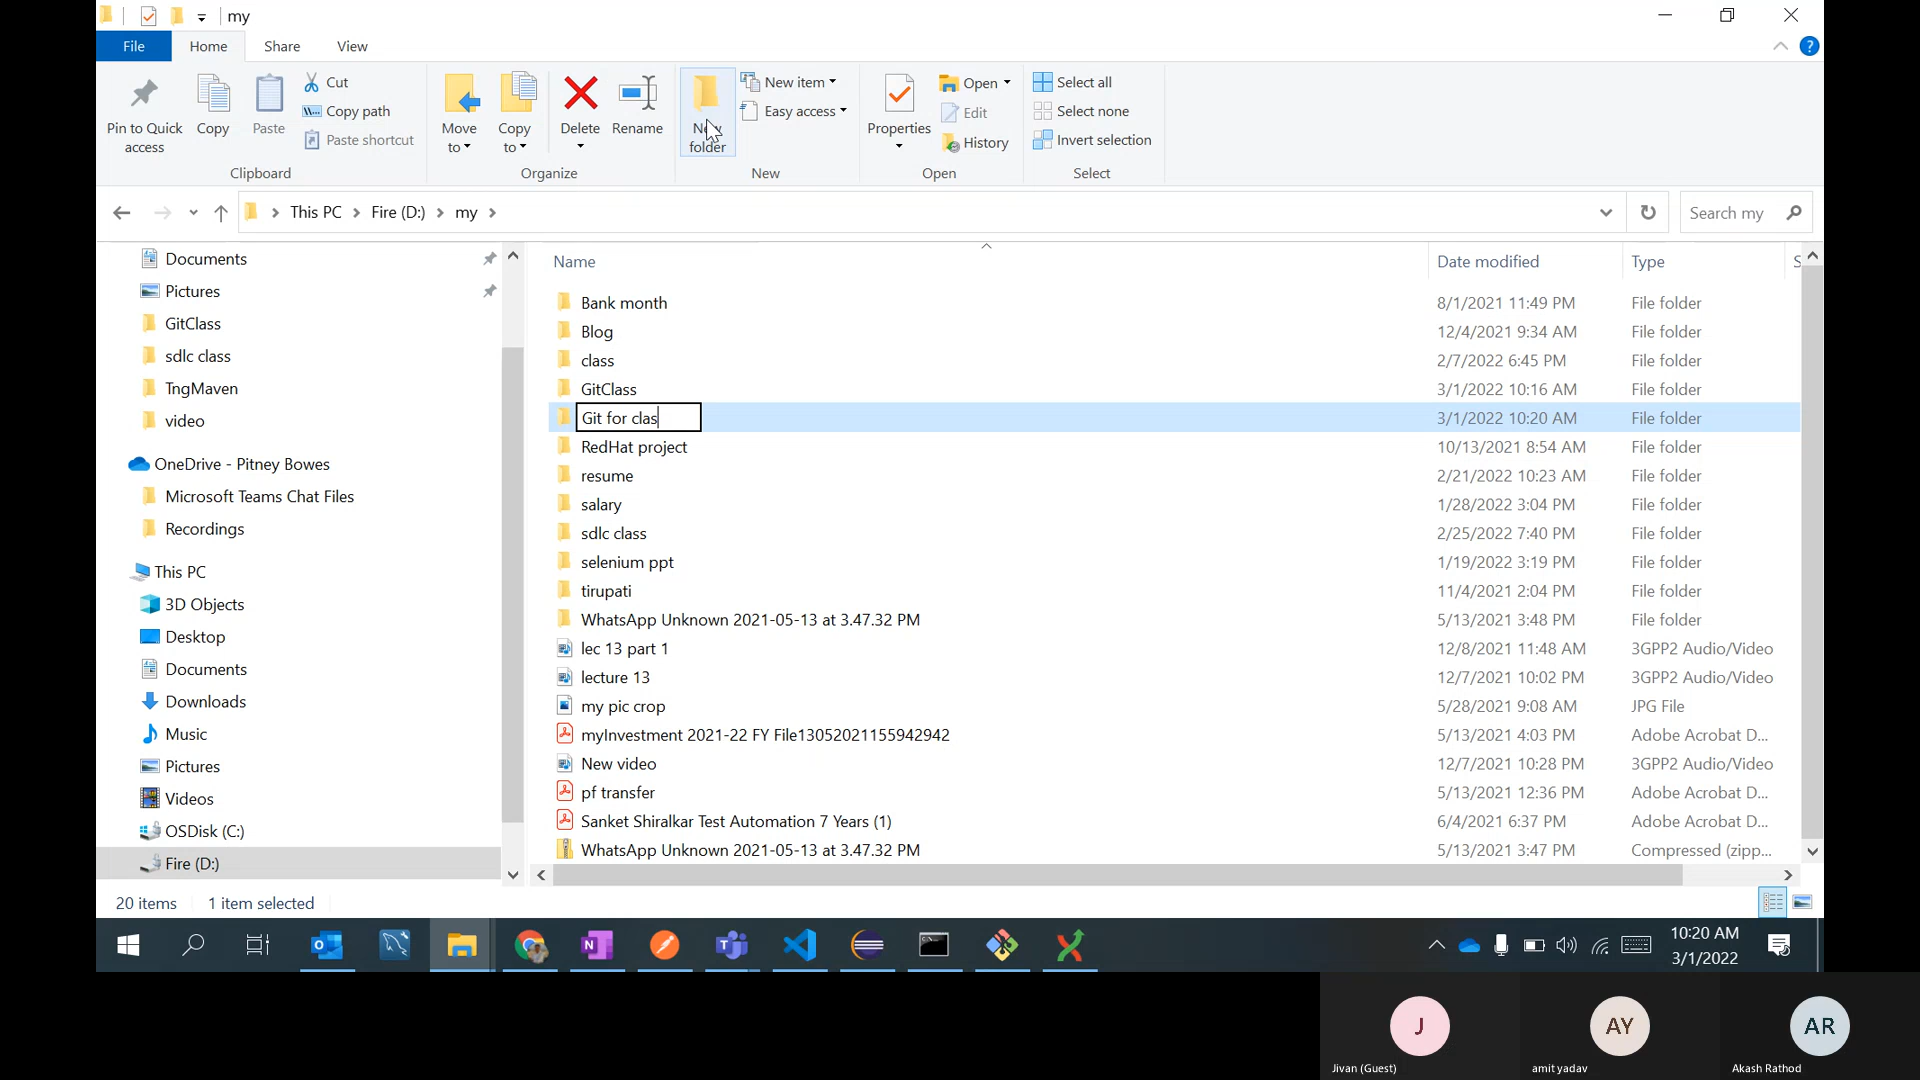 my
File Home Share View
Pin to Quick access
Copy
Paste
Cut
Copy path
Paste shortcut
Clipboard
Move to
Copy to
Delete
Rename
Organize
New folder
New item
Easy access
New
Properties
Open
Edit
History
Open
Select all
Select none
Invert selection
Select
This PC Fire (D:) my
Search my
Documents
Pictures
GitClass
sdlc class
TngMaven
video
OneDrive - Pitney Bowes
Microsoft Teams Chat Files
Recordings
This PC
3D Objects
Desktop
Documents
Downloads
Music
Pictures
Videos
OSDisk (C:)
Fire (D:)
Name Date modified Type S
Bank month 8/1/2021 11:49 PM File folder
Blog 12/4/2021 9:34 AM File folder
class 2/7/2022 6:45 PM File folder
GitClass 3/1/2022 10:16 AM File folder
Git for clas 3/1/2022 10:20 AM File folder
RedHat project 10/13/2021 8:54 AM File folder
resume 2/21/2022 10:23 AM File folder
salary 1/28/2022 3:04 PM File folder
sdlc class 2/25/2022 7:40 PM File folder
selenium ppt 1/19/2022 3:19 PM File folder
tirupati 11/4/2021 2:04 PM File folder
WhatsApp Unknown 2021-05-13 at 3.47.32 PM 5/13/2021 3:48 PM File folder
lec 13 part 1 12/8/2021 11:48 AM 3GPP2 Audio/Video
lecture 13 12/7/2021 10:02 PM 3GPP2 Audio/Video
my pic crop 5/28/2021 9:08 AM JPG File
myInvestment 2021-22 FY File13052021155942942 5/13/2021 4:03 PM Adobe Acrobat D...
New video 12/7/2021 10:28 PM 3GPP2 Audio/Video
pf transfer 5/13/2021 12:36 PM Adobe Acrobat D...
Sanket Shiralkar Test Automation 7 Years (1) 6/4/2021 6:37 PM Adobe Acrobat D...
WhatsApp Unknown 2021-05-13 at 3.47.32 PM 5/13/2021 3:47 PM Compressed (zipp...
20 items 1 item selected
10:20 AM
3/1/2022
J AY AR
Jivan (Guest) amit yadav Akash Rathod